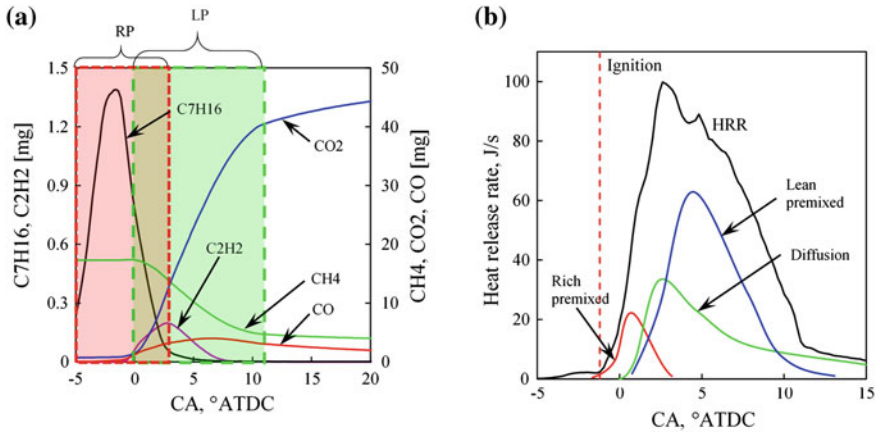 (a)
RP
LP
1.5
1.2
0.9
0.6
0.3
0
C7H16, C2H2 [mg]
50
40
30
20
10
0
CH4, CO2, CO [mg]
C7H16
CO2
C2H2
CH4
CO
-5
0
5
10
15
20
CA, °ATDC
(b)
Heat release rate, J/s
100
80
60
40
20
0
Ignition
HRR
Lean
premixed
Diffusion
Rich
premixed
-5
0
5
10
15
CA, °ATDC